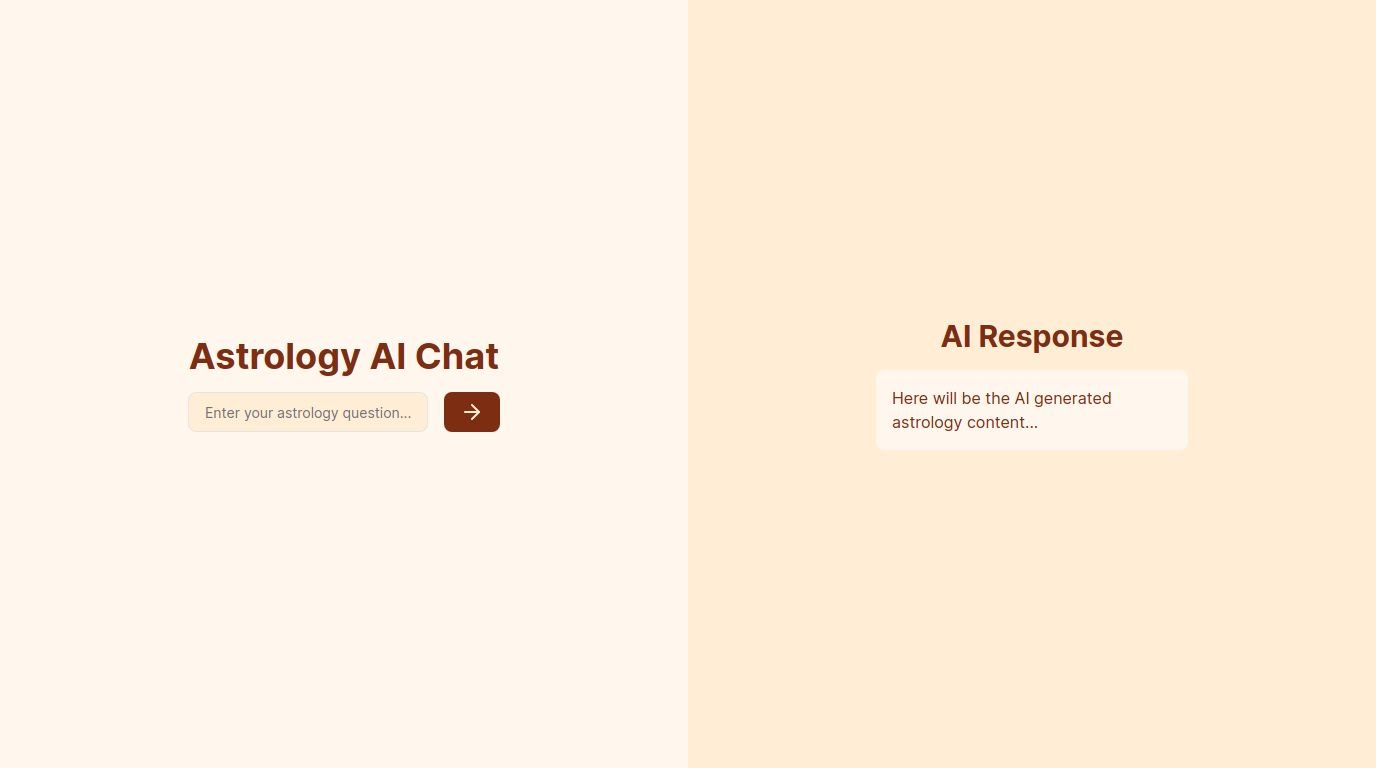 Astrology AI Chat
Enter your astrology question...
AI Response
Here will be the AI generated
astrology content...